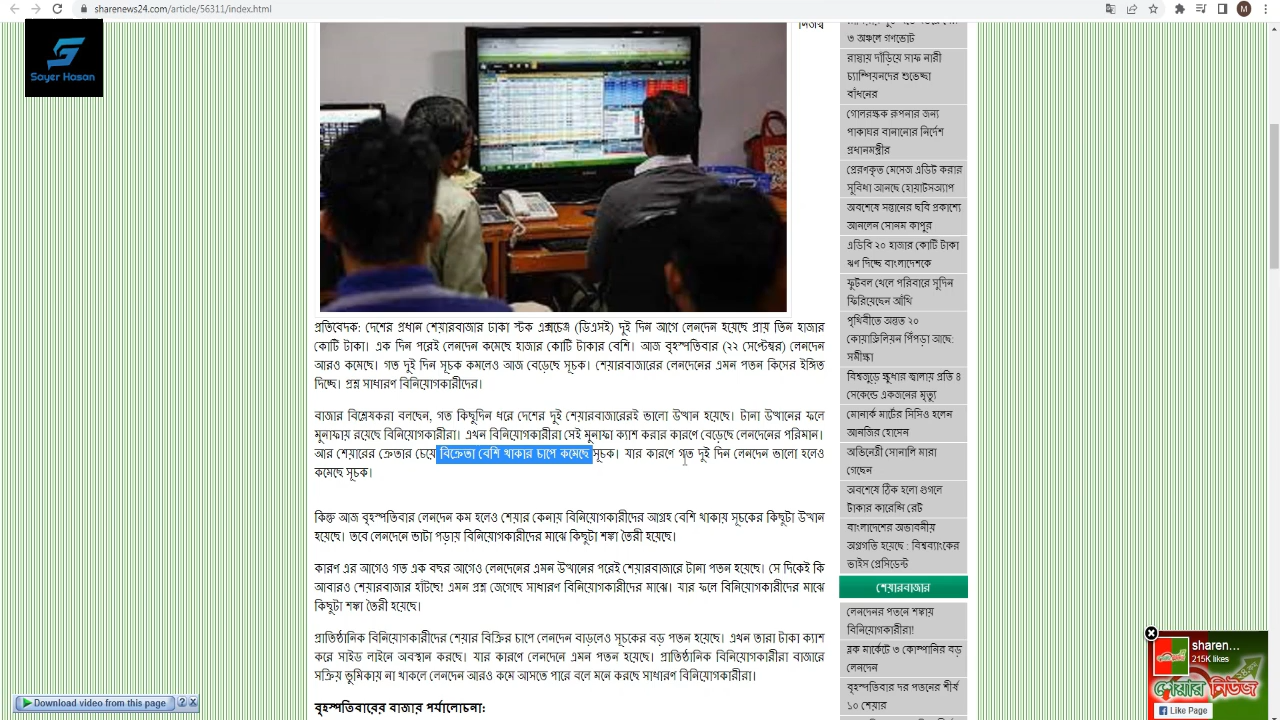 sharenews24.com/article/56311/index.html
M
Sayer Hasan
নিজস্ব
প্রতিবেদক: দেশের প্রধান শেয়ারবাজার ঢাকা স্টক এক্সচেঞ্জ (ডিএসই) দুই দিন আগে লেনদেন হয়েছে প্রায় তিন হাজার
কোটি টাকা। এক দিন পরেই লেনদেন কমেছে হাজার কোটি টাকার বেশি। আজ বৃহস্পতিবার (২২ সেপ্টেম্বর) লেনদেন
আরও কমেছে। গত দুই দিন সূচক কমলেও আজ বেড়েছে সূচক। শেয়ারবাজারের লেনদেনের এমন পতন কিসের ইঙ্গিত
দিচ্ছে। প্রশ্ন সাধারণ বিনিয়োগকারীদের।
বাজার বিশ্লেষকরা বলছেন, গত কিছুদিন ধরে দেশের দুই শেয়ারবাজারেরই ভালো উত্থান হয়েছে। টানা উত্থানের ফলে
মুনাফায় রয়েছে বিনিয়োগকারীরা। এখন বিনিয়োগকারীরা সেই মুনাফা ক্যাশ করার কারণে বেড়েছে লেনদেনের পরিমান।
আর শেয়ারের ক্রেতার চেয়ে বিক্রেতা বেশি থাকার চাপে কমেছে সূচক। যার কারণে গত দুই দিন লেনদেন ভালো হলেও
কমেছে সূচক।
কিন্তু আজ বৃহস্পতিবার লেনদেন কম হলেও শেয়ার কেনায় বিনিয়োগকারীদের আগ্রহ বেশি থাকায় সূচকের কিছুটা উত্থান
হয়েছে। তবে লেনদেনে ভাটা পড়ায় বিনিয়োগকারীদের মাঝে কিছুটা শঙ্কা তৈরী হয়েছে।
কারণ এর আগেও গত এক বছর আগেও লেনদেনের এমন উত্থানের পরেই শেয়ারবাজারে টানা পতন হয়েছে। সে দিকেই কি
আবারও শেয়ারবাজার হাটছে! এমন প্রশ্ন জেগেছে সাধারণ বিনিয়োগকারীদের মাঝে। যার ফলে বিনিয়োগকারীদের মাঝে
কিছুটা শঙ্কা তৈরী হয়েছে।
প্রাতিষ্ঠানিক বিনিয়োগকারীদের শেয়ার বিক্রির চাপে লেনদেন বাড়লেও সূচকের বড় পতন হয়েছে। এখন তারা টাকা ক্যাশ
করে সাইড লাইনে অবস্থান করছে। যার কারণে লেনদেনে এমন পতন হয়েছে। প্রাতিষ্ঠানিক বিনিয়োগকারীরা বাজারে
সক্রিয় ভূমিকায় না থাকলে লেনদেন আরও কমে আসতে পারে বলে মনে করছে সাধারণ বিনিয়োগকারীরা।
বৃহস্পতিবারের বাজার পর্যালোচনা:
৩ অঞ্চলে গণভোট
রাস্তায় দাঁড়িয়ে সাফ নারী
চ্যাম্পিয়নদের শুভেচ্ছা
বাঁধনের
গোলরক্ষক রুপনার জন্য
পাকাঘর বানানোর নির্দেশ
প্রধানমন্ত্রীর
প্রেরণকৃত মেসেজ এডিট করার
সুবিধা আনছে হোয়াটসঅ্যাপ
অবশেষে সন্তানের ছবি প্রকাশ্যে
আনলেন সোনম কাপুর
এডিবি ২০ হাজার কোটি টাকা
ঋণ দিচ্ছে বাংলাদেশকে
ফুটবল খেলে পরিবারে সুদিন
ফিরিয়েছেন আঁখি
পৃথিবীতে অন্তত ২০
কোয়াড্রিলিয়ন পিঁপড়া আছে:
সমীক্ষা
বিশ্বজুড়ে ক্ষুধার জ্বালায় প্রতি ৪
সেকেন্ডে একজনের মৃত্যু
মোনার্ক মার্টের সিসিও হলেন
আনজির হোসেন
অভিনেত্রী সোনালি মারা
গেছেন
অবশেষে ঠিক হলো গুগলে
টাকার কারেন্সি রেট
বাংলাদেশের অভাবনীয়
অগ্রগতি হয়েছে : বিশ্বব্যাংকের
ভাইস প্রেসিডেন্ট
শেয়ারবাজার
লেনদেনর পতনে শঙ্কায়
বিনিয়োগকারীরা!
ব্লক মার্কেটে ৩ কোম্পানির বড়
লেনদেন
বৃহস্পতিবার দর পতনের শীর্ষ
১০ শেয়ার
sharen...
215K likes
শেয়ার নিউজ
Like Page
Download video from this page ? X